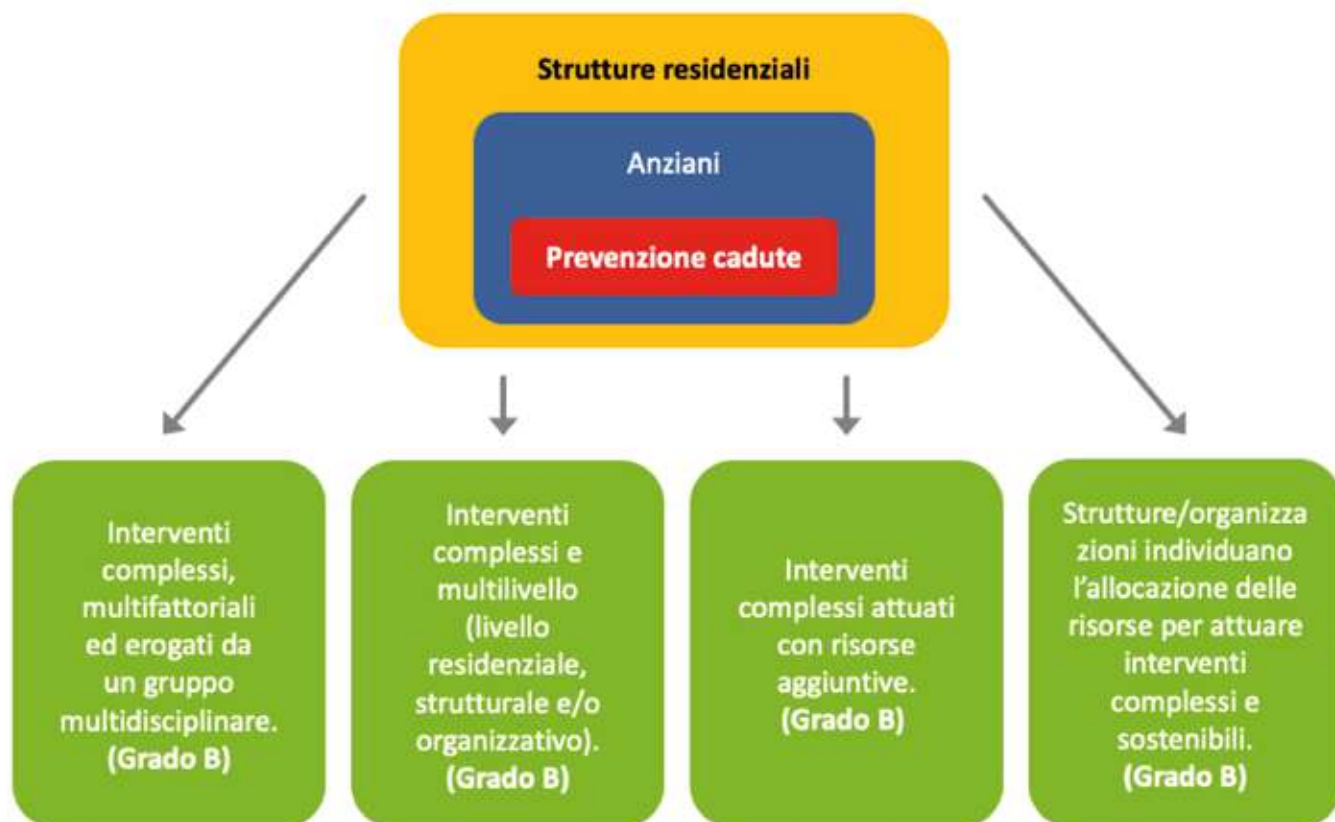 Strutture residenziali
Anziani
Prevenzione cadute
Interventi
complessi,
multifattoriali
ed erogati da
un gruppo
multidisciplinare.
(Grado B)
Interventi
complessi e
multilivello
(livello
residenziale,
strutturale e/o
organizzativo).
(Grado B)
Interventi
complessi attuati
con risorse
aggiuntive.
(Grado B)
Strutture/organizza
zioni individuano
l’allocazione delle
risorse per attuare
interventi
complessi e
sostenibili.
(Grado B)